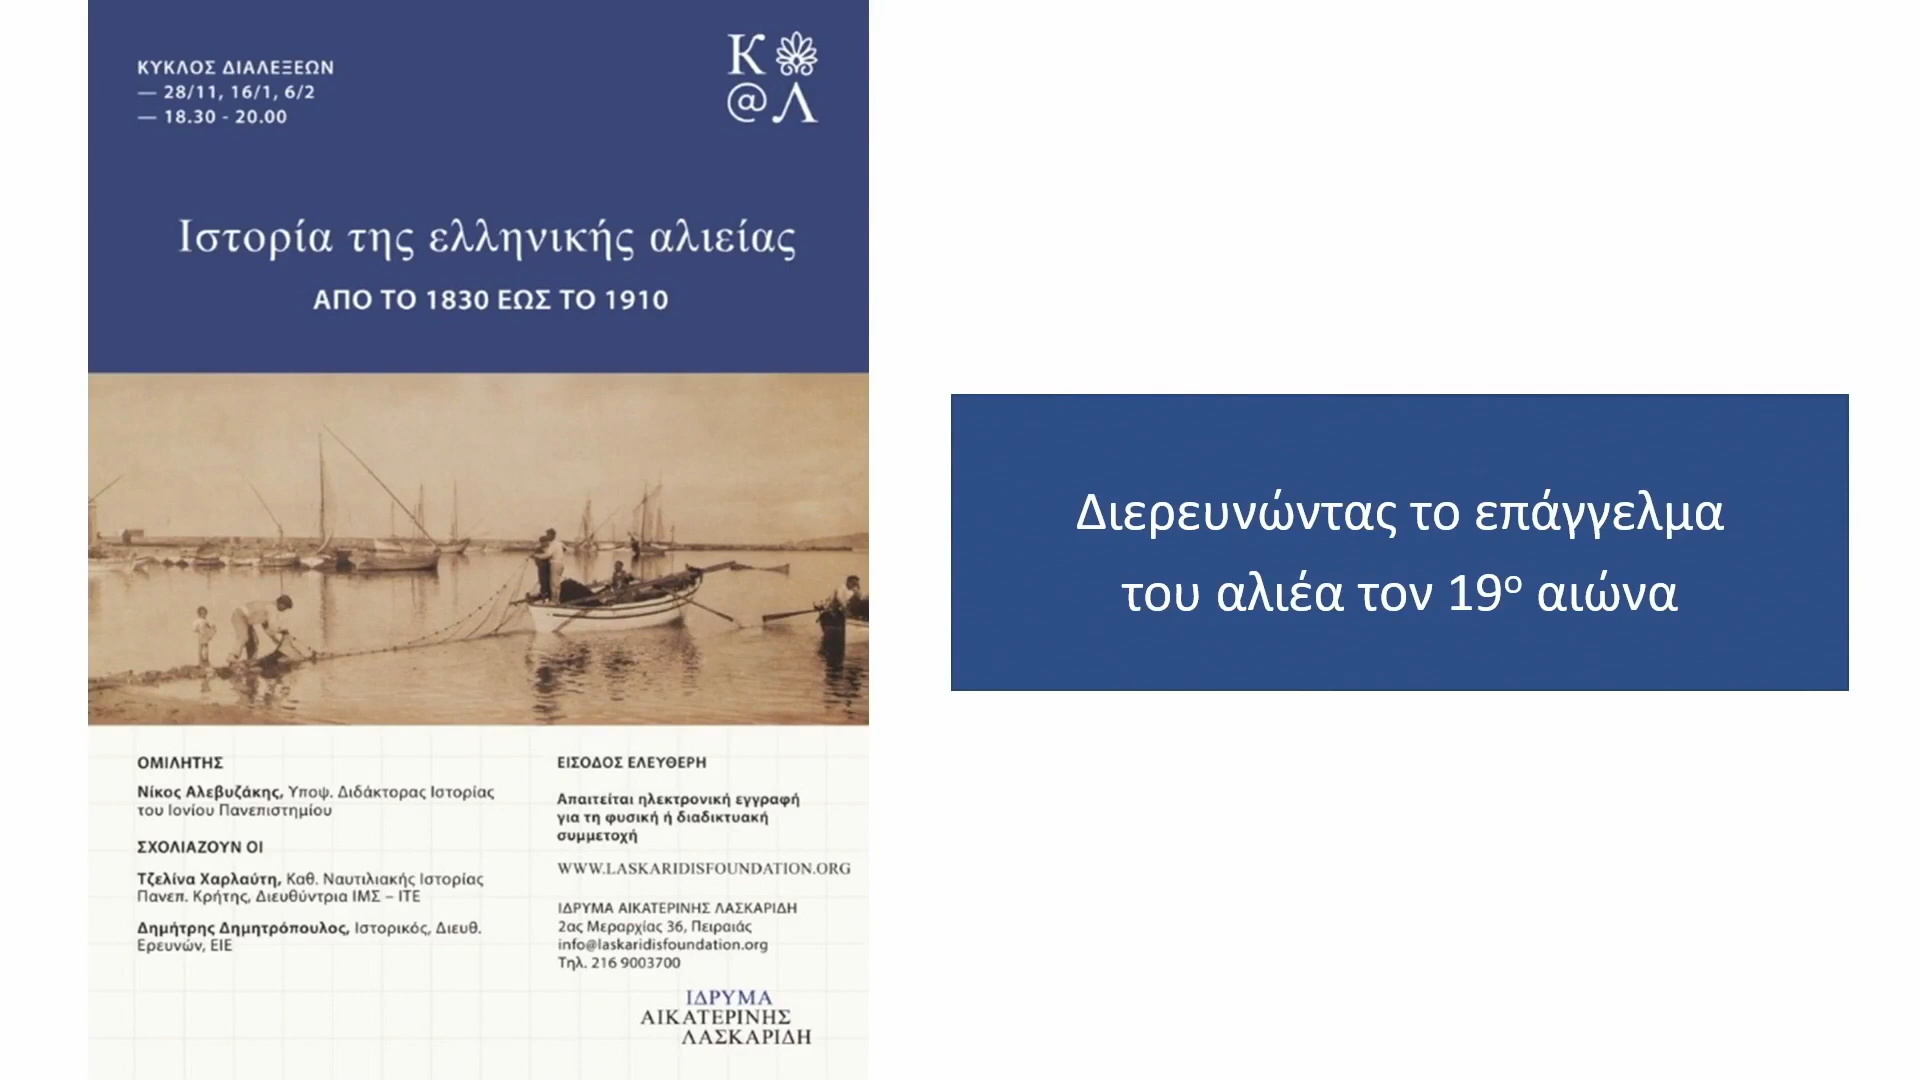 ΚΥΚΛΟΣ ΔΙΑΛΕΞΕΩΝ
— 28/11, 16/1, 6/2
— 18.30 - 20.00
Κ
@Λ
Ιστορία της ελληνικής αλιείας
ΑΠΟ ΤΟ 1830 ΕΩΣ ΤΟ 1910
ΟΜΙΛΗΤΗΣ
Νίκος Αλεβυζάκης, Υποψ. Διδάκτορας Ιστορίας
του Ιονίου Πανεπιστημίου
ΣΧΟΛΙΑΖΟΥΝ ΟΙ
Τζελίνα Χαρλαύτη, Καθ. Ναυτιλιακής Ιστορίας
Πανεπ. Κρήτης, Διευθύντρια ΙΜΣ – ΙΤΕ
Δημήτρης Δημητρόπουλος, Ιστορικός, Διευθ.
Ερευνών, ΕΙΕ
ΕΙΣΟΔΟΣ ΕΛΕΥΘΕΡΗ
Απαιτείται ηλεκτρονική εγγραφή
για τη φυσική ή διαδικτυακή
συμμετοχή
WWW.LASKARIDISFOUNDATION.ORG
ΙΔΡΥΜΑ ΑΙΚΑΤΕΡΙΝΗΣ ΛΑΣΚΑΡΙΔΗ
2ας Μεραρχίας 36, Πειραιάς
info@laskaridisfoundation.org
Τηλ. 216 9003700
ΙΔΡΥΜΑ
ΑΙΚΑΤΕΡΙΝΗΣ
ΛΑΣΚΑΡΙΔΗ
Διερευνώντας το επάγγελμα
του αλιέα τον 19ο αιώνα